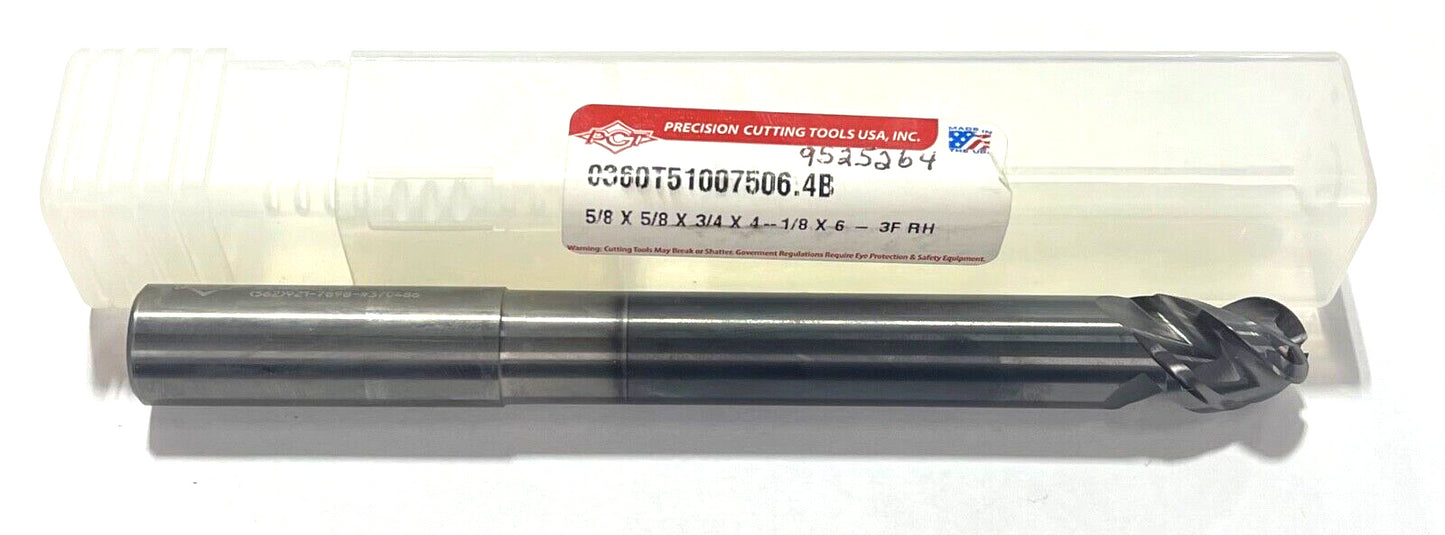 PCT
PRECISION CUTTING TOOLS USA, INC.
MADE IN
THE USA
9525264
0360T51007506.4B
5/8 X 5/8 X 3/4 X 4--1/8 X 6 - 3F RH
Warning: Cutting Tools May Break or Shatter. Goverment Regulations Require Eye Protection & Safety Equipment.